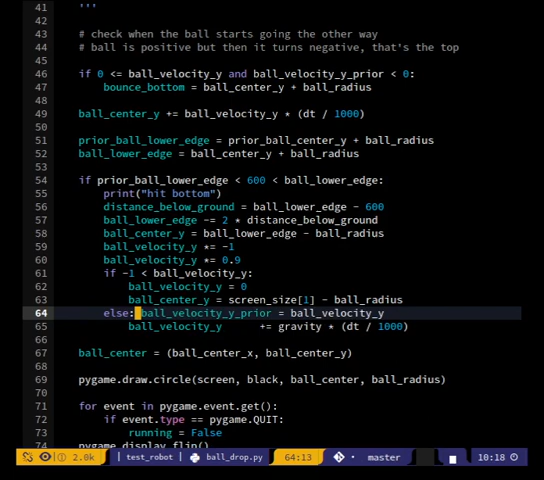 41 '''
42
43 # check when the ball starts going the other way
44 # ball is positive but then it turns negative, that's the top
45
46 if 0 <= ball_velocity_y and ball_velocity_y_prior < 0:
47 bounce_bottom = ball_center_y + ball_radius
48
49 ball_center_y += ball_velocity_y * (dt / 1000)
50
51 prior_ball_lower_edge = prior_ball_center_y + ball_radius
52 ball_lower_edge = ball_center_y + ball_radius
53
54 if prior_ball_lower_edge < 600 < ball_lower_edge:
55 print("hit bottom")
56 distance_below_ground = ball_lower_edge - 600
57 ball_lower_edge -= 2 * distance_below_ground
58 ball_center_y = ball_lower_edge - ball_radius
59 ball_velocity_y *= -1
60 ball_velocity_y *= 0.9
61 if -1 < ball_velocity_y:
62 ball_velocity_y = 0
63 ball_center_y = screen_size[1] - ball_radius
64 else: ball_velocity_y_prior = ball_velocity_y
65 ball_velocity_y += gravity * (dt / 1000)
66
67 ball_center = (ball_center_x, ball_center_y)
68
69 pygame.draw.circle(screen, black, ball_center, ball_radius)
70
71 for event in pygame.event.get():
72 if event.type == pygame.QUIT:
73 running = False
74 pygame.display.flip()
2.0k | test_robot ball_drop.py 64:13 master 10:18